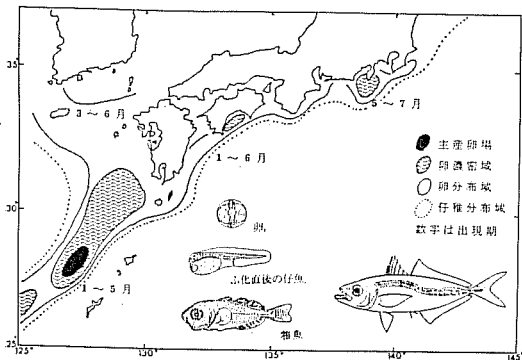 35
30
25
125°
130°
135°
140°
145°
3～6月
5～7月
1～6月
1～5月
主産卵場
卵濃密域
卵分布域
仔稚分布域
数字は出現期
卵
ふ化直後の仔魚
稚魚